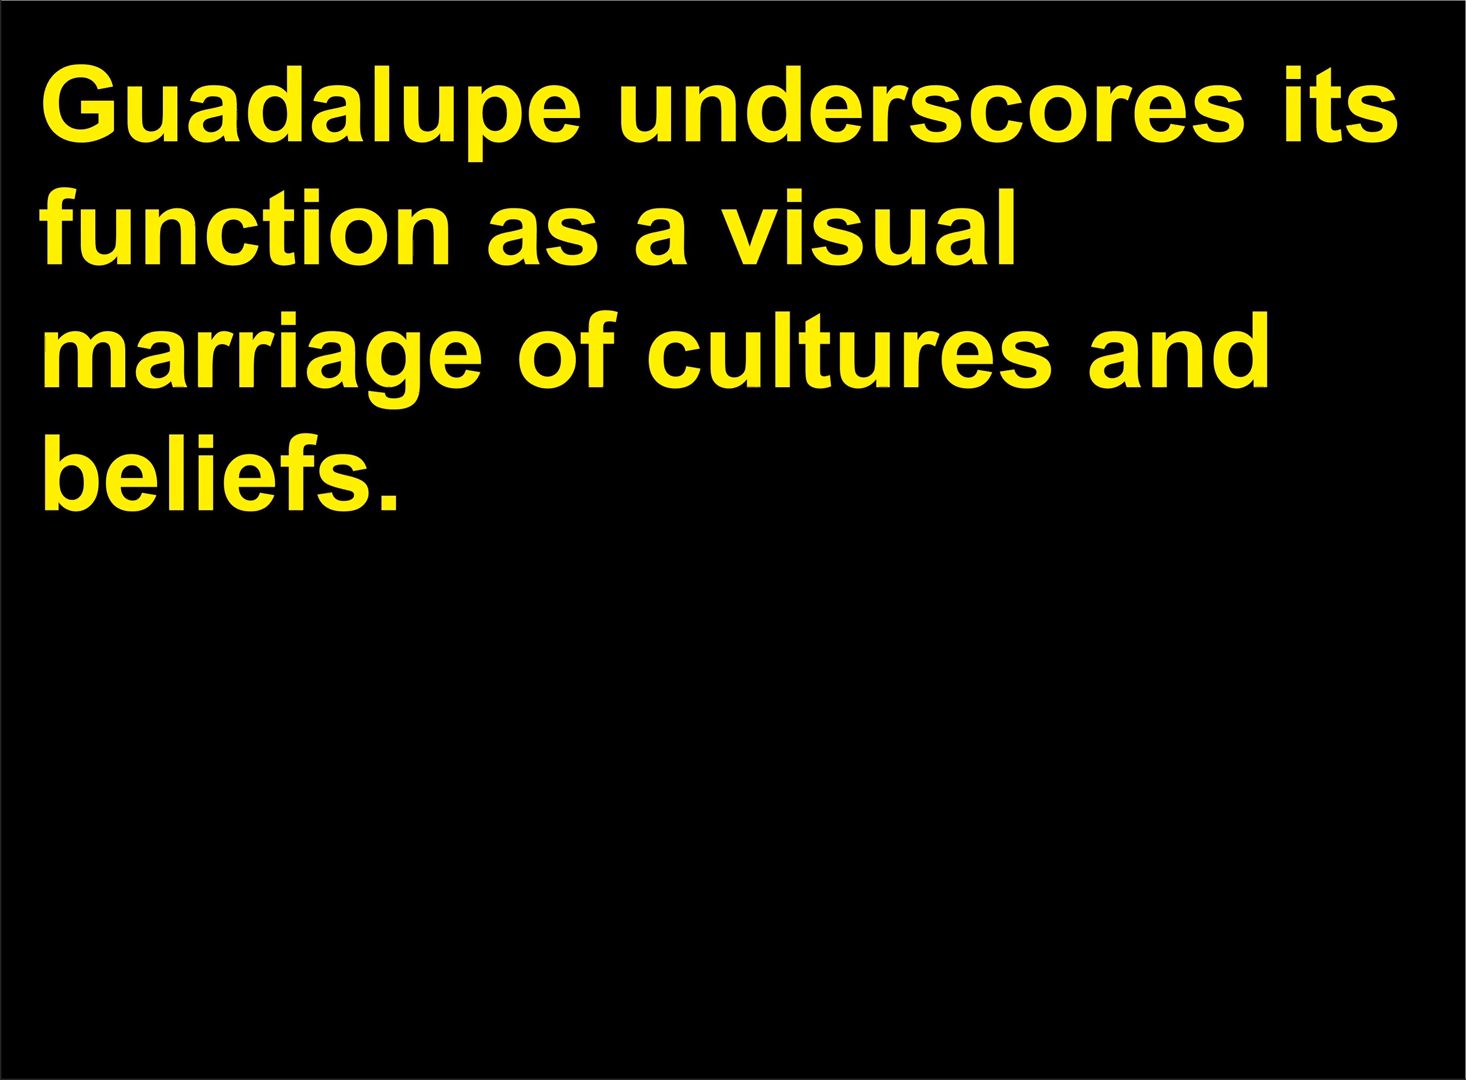 Guadalupe underscores its
function as a visual
marriage of cultures and
beliefs.